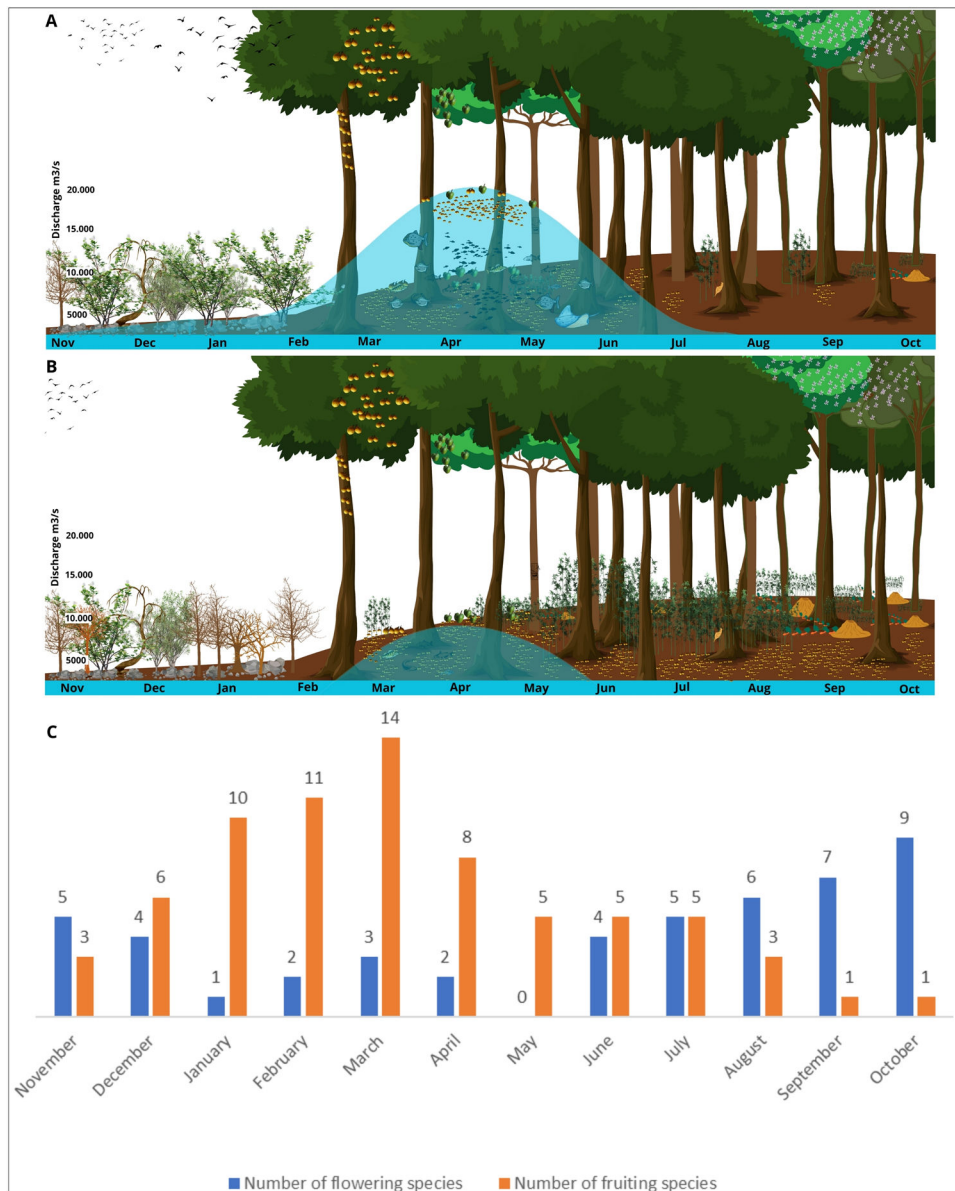 A
Discharge m3/s
20.000
15.000
10.000
5000
Nov Dec Jan Feb Mar Apr May Jun Jul Aug Sep Oct
B
Discharge m3/s
20.000
15.000
10.000
5000
Nov Dec Jan Feb Mar Apr May Jun Jul Aug Sep Oct
C
5 3 4 6 1 10 2 11 3 14 2 8 0 5 4 5 5 5 6 3 7 1 9 1
November December January February March April May June July August September October
Number of flowering species Number of fruiting species